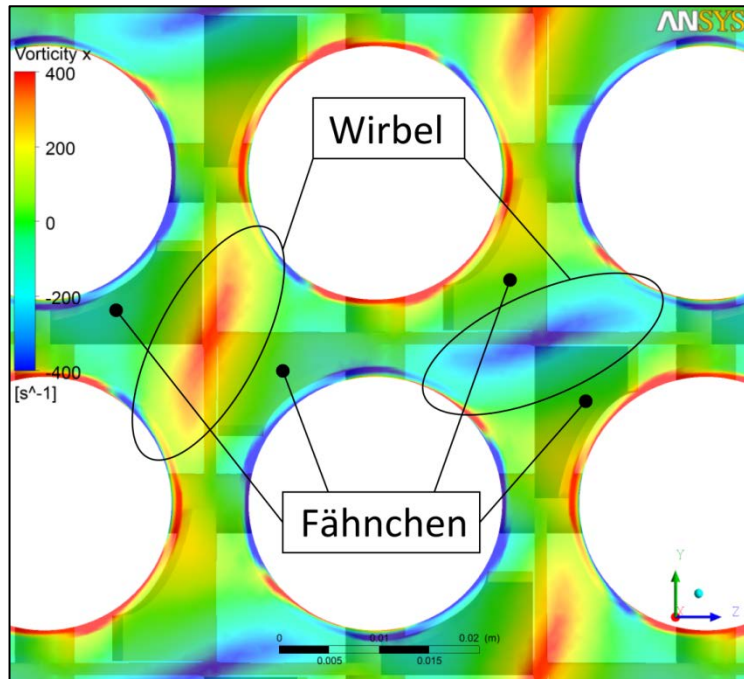 ANSYS
Vorticity x
400
200
0
-200
-400
[s^-1]
Wirbel
Fähnchen
Y
Z
0 0.01 0.02 (m)
0.005 0.015